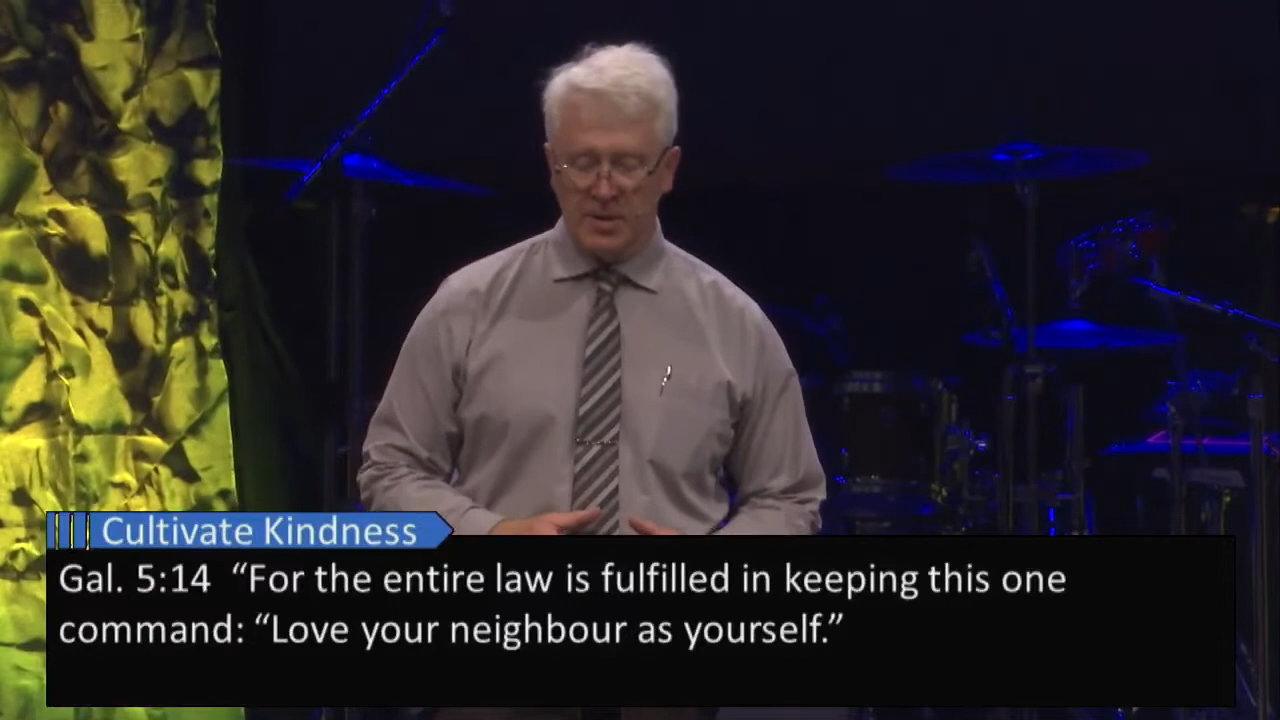 Cultivate Kindness
Gal. 5:14 “For the entire law is fulfilled in keeping this one
command: “Love your neighbour as yourself.”